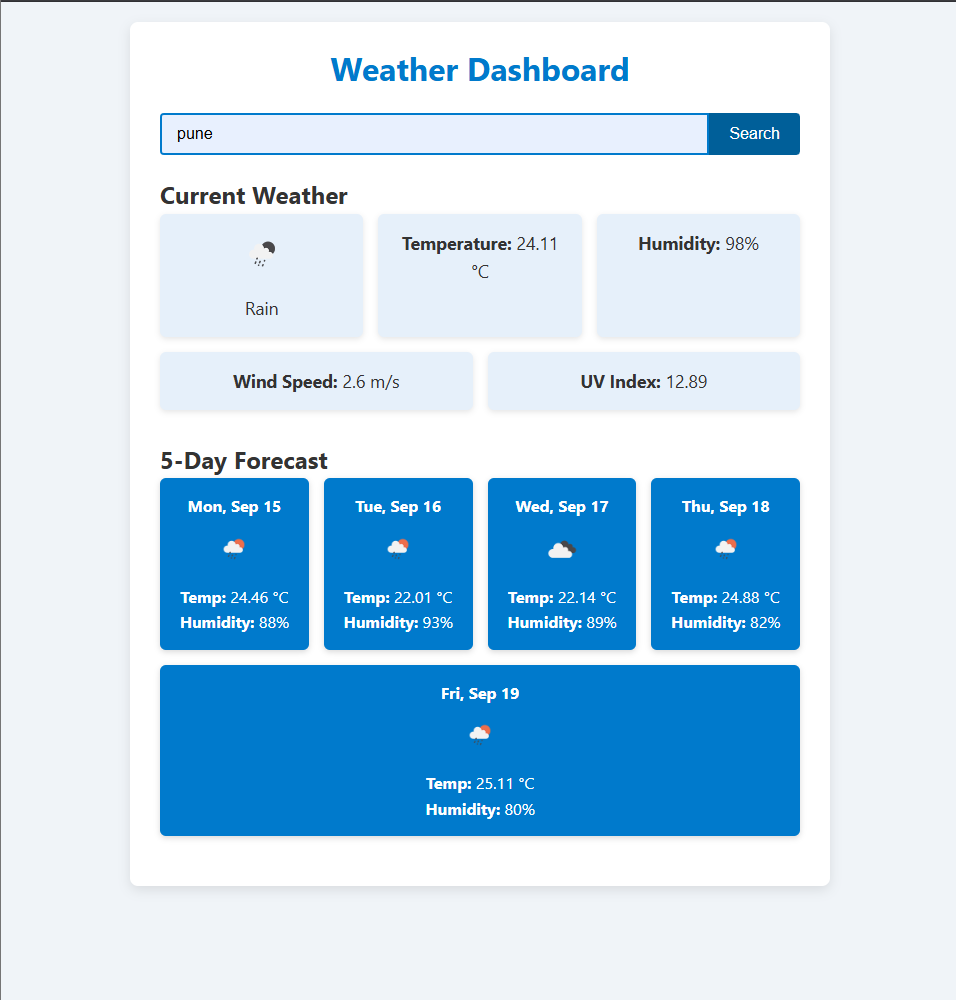 Weather Dashboard
pune
Search
Current Weather
Rain
Temperature: 24.11
°C
Humidity: 98%
Wind Speed: 2.6 m/s
UV Index: 12.89
5-Day Forecast
Mon, Sep 15
Temp: 24.46 °C
Humidity: 88%
Tue, Sep 16
Temp: 22.01 °C
Humidity: 93%
Wed, Sep 17
Temp: 22.14 °C
Humidity: 89%
Thu, Sep 18
Temp: 24.88 °C
Humidity: 82%
Fri, Sep 19
Temp: 25.11 °C
Humidity: 80%